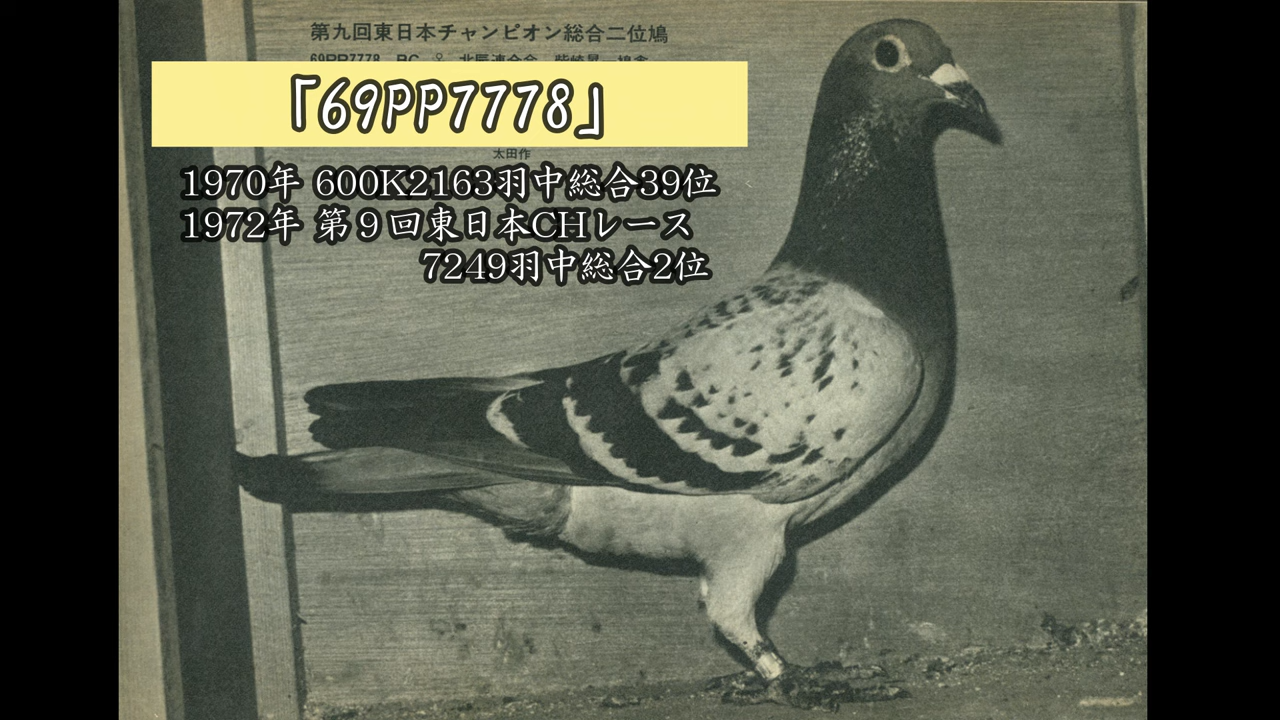 第九回東日本チャンピオン総合二位鳩
「69PP7778」
太田作
1970年 600K2163羽中総合39位
1972年 第9回東日本CHレース
7249羽中総合2位